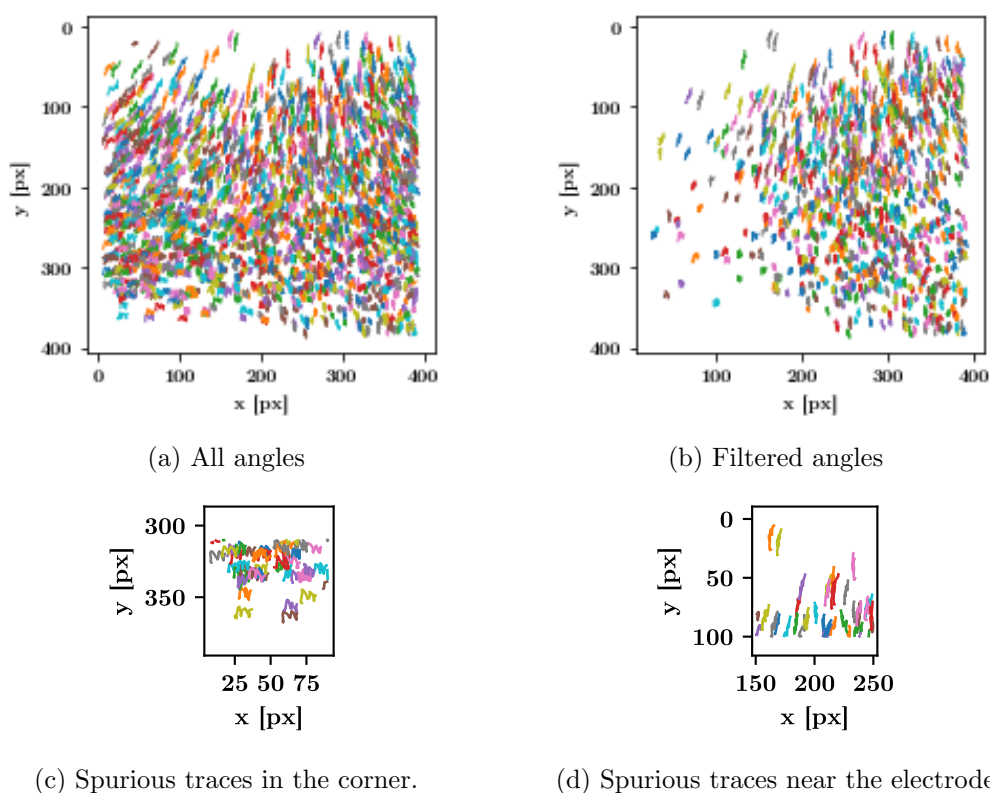 0
100
200
300
400
y [px]
0 100 200 300 400
x [px]
(a) All angles
0
100
200
300
400
y [px]
100 200 300 400
x [px]
(b) Filtered angles
300
350
y [px]
25 50 75
x [px]
(c) Spurious traces in the corner.
0
50
100
y [px]
150 200 250
x [px]
(d) Spurious traces near the electrode